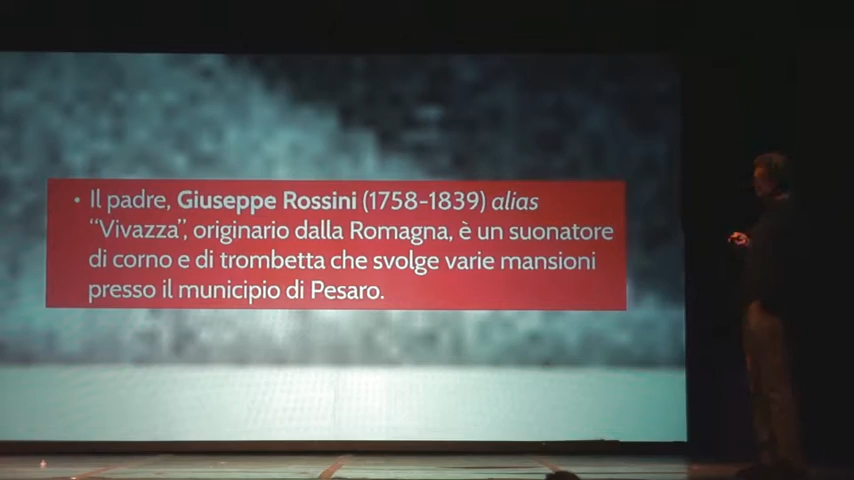 • Il padre, Giuseppe Rossini (1758-1839) alias
“Vivazza”, originario dalla Romagna, è un suonatore
di corno e di trombetta che svolge varie mansioni
presso il municipio di Pesaro.